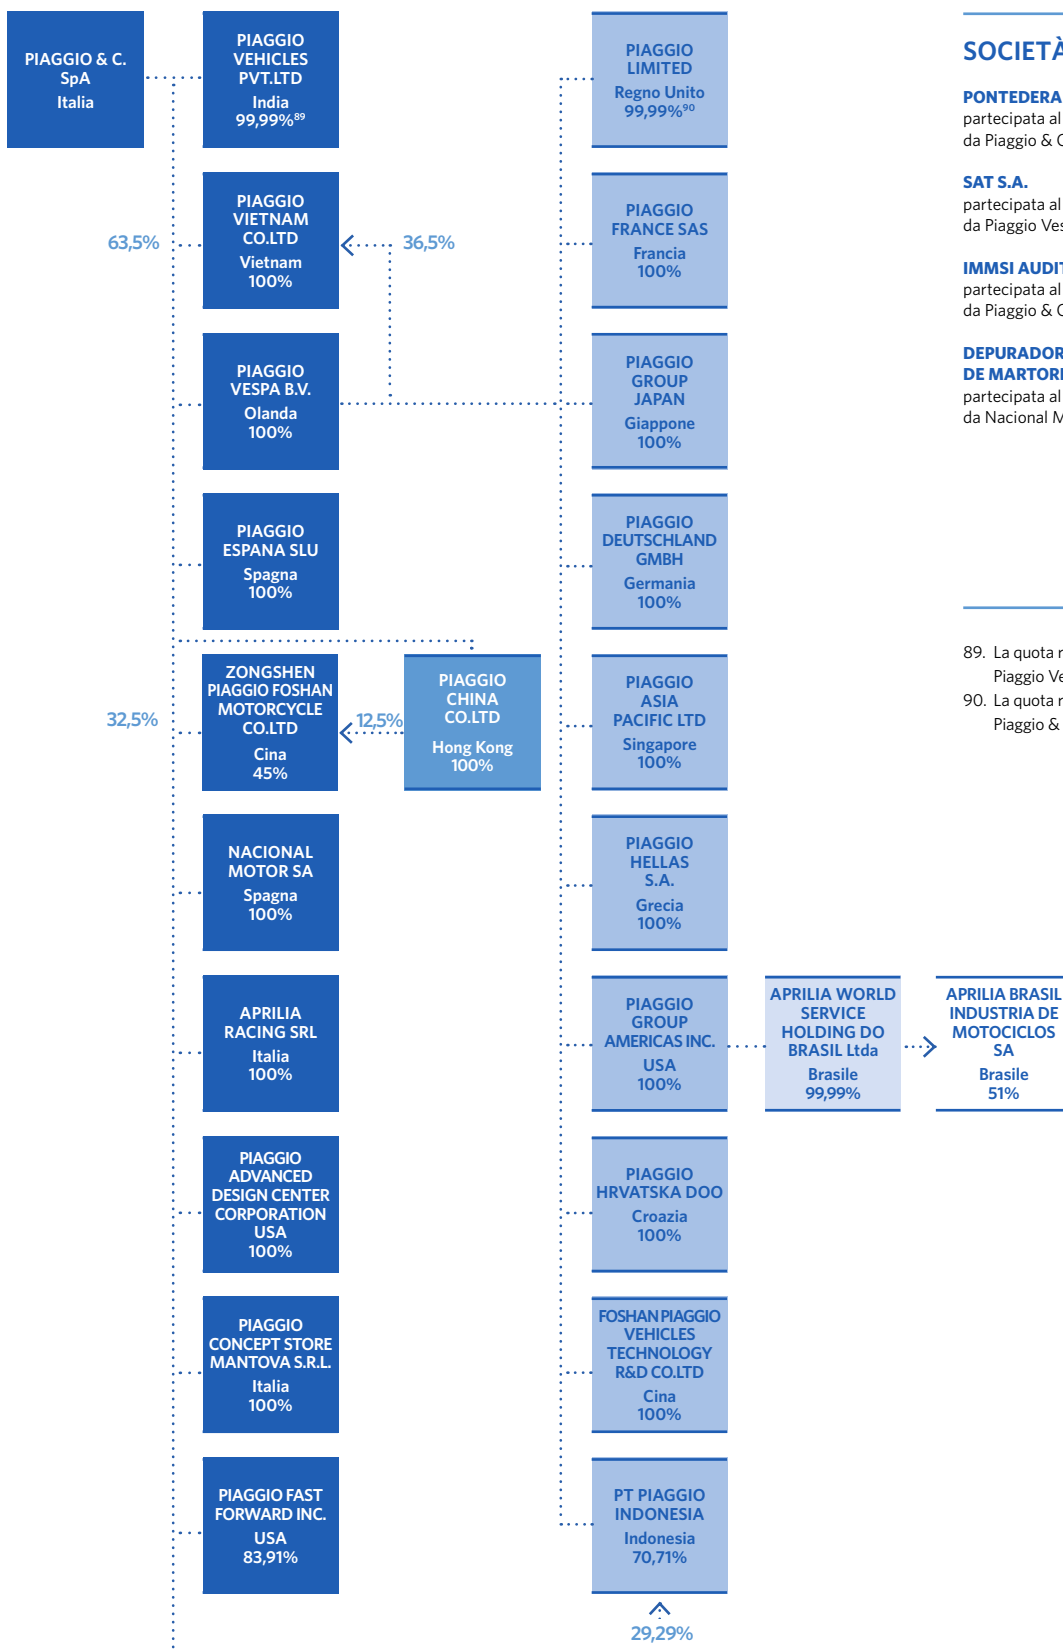 PIAGGIO & C.
SpA
Italia
PIAGGIO
VEHICLES
PVT.LTD
India
99,99%⁸⁹
63,5%
PIAGGIO
VIETNAM
CO.LTD
Vietnam
100%
36,5%
PIAGGIO
VESPA B.V.
Olanda
100%
PIAGGIO
ESPANA SLU
Spagna
100%
32,5%
ZONGSHEN
PIAGGIO FOSHAN
MOTORCYCLE
CO.LTD
Cina
45%
12,5%
PIAGGIO
CHINA
CO.LTD
Hong Kong
100%
NACIONAL
MOTOR SA
Spagna
100%
APRILIA
RACING SRL
Italia
100%
PIAGGIO
ADVANCED
DESIGN CENTER
CORPORATION
USA
100%
PIAGGIO
CONCEPT STORE
MANTOVA S.R.L.
Italia
100%
PIAGGIO FAST
FORWARD INC.
USA
83,91%
PIAGGIO
LIMITED
Regno Unito
99,99%⁹⁰
PIAGGIO
FRANCE SAS
Francia
100%
PIAGGIO
GROUP
JAPAN
Giappone
100%
PIAGGIO
DEUTSCHLAND
GMBH
Germania
100%
PIAGGIO
ASIA
PACIFIC LTD
Singapore
100%
PIAGGIO
HELLAS
S.A.
Grecia
100%
PIAGGIO
GROUP
AMERICAS INC.
USA
100%
APRILIA WORLD
SERVICE
HOLDING DO
BRASIL Ltda
Brasile
99,99%
APRILIA BRASIL
INDUSTRIA DE
MOTOCICLOS
SA
Brasile
51%
PIAGGIO
HRVATSKA DOO
Croazia
100%
FOSHAN PIAGGIO
VEHICLES
TECHNOLOGY
R&D CO.LTD
Cina
100%
PT PIAGGIO
INDONESIA
Indonesia
70,71%
29,29%
SOCIETÀ
PONTEDERA
partecipata al
da Piaggio &
SAT S.A.
partecipata al
da Piaggio
IMMSI
partecipata al
da Piaggio &
DE
partecipata al
da Nacional
89. La quota
Piaggio
90. La quota
Piaggio &